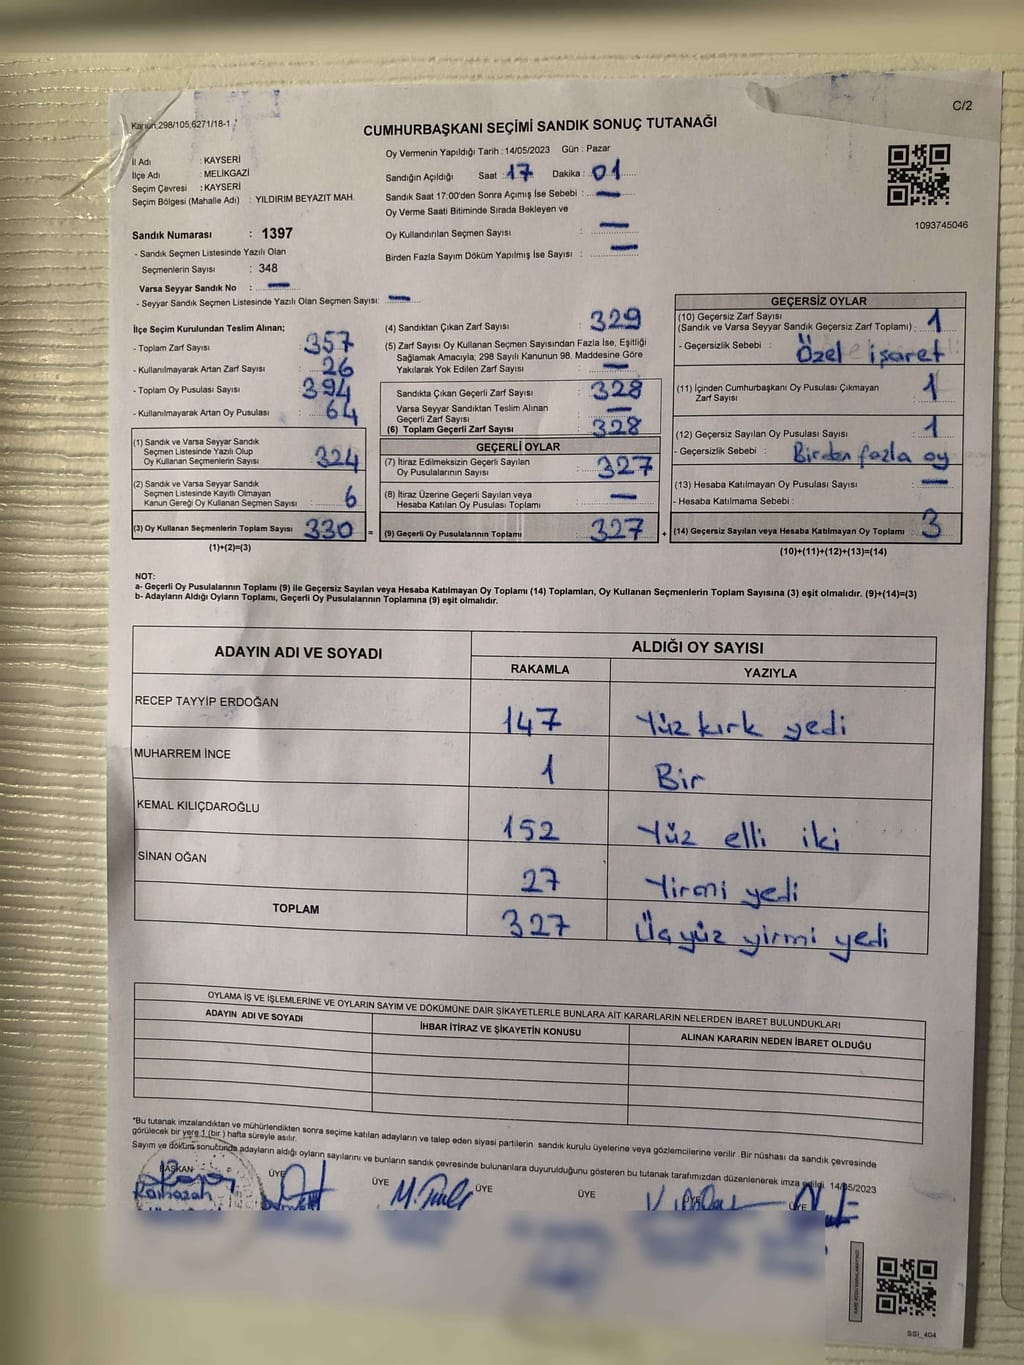 C/2
Kanun 298/105,6271/18-1
CUMHURBAŞKANI SEÇİMİ SANDIK SONUÇ TUTANAĞI
İl Adı : KAYSERİ
İlçe Adı : MELİKGAZİ
Seçim Çevresi : KAYSERİ
Seçim Bölgesi (Mahalle Adı) : YILDIRIM BEYAZIT MAH.
Sandık Numarası : 1397
- Sandık Seçmen Listesinde Yazılı Olan
Seçmenlerin Sayısı : 348
Varsa Seyyar Sandık No : —
- Seyyar Sandık Seçmen Listesinde Yazılı Olan Seçmen Sayısı: —
Oy Vermenin Yapıldığı Tarih : 14/05/2023 Gün : Pazar
Sandığın Açıldığı Saat : 17 Dakika : 01
Sandık Saat 17:00'den Sonra Açımış İse Sebebi : —
Oy Verme Saati Bitiminde Sırada Bekleyen ve
Oy Kullandırılan Seçmen Sayısı : —
Birden Fazla Sayım Döküm Yapılmış İse Sayısı : —
1093745046
İlçe Seçim Kurulundan Teslim Alınan;
- Toplam Zarf Sayısı : 357
- Kullanılmayarak Artan Zarf Sayısı : 26
- Toplam Oy Pusulası Sayısı : 394
- Kullanılmayarak Artan Oy Pusulası : 64
(1) Sandık ve Varsa Seyyar Sandık
Seçmen Listesinde Yazılı Olup
Oy Kullanan Seçmenlerin Sayısı : 324
(2) Sandık ve Varsa Seyyar Sandık
Seçmen Listesinde Kayıtlı Olmayan
Kanun Gereği Oy Kullanan Seçmen Sayısı : 6
(3) Oy Kullanan Seçmenlerin Toplam Sayısı : 330 =
(1)+(2)=(3)
(4) Sandıktan Çıkan Zarf Sayısı : 329
(5) Zarf Sayısı Oy Kullanan Seçmen Sayısından Fazla İse, Eşitliği
Sağlamak Amacıyla; 298 Sayılı Kanunun 98. Maddesine Göre
Yakılarak Yok Edilen Zarf Sayısı : —
Sandıkta Çıkan Geçerli Zarf Sayısı : 328
Varsa Seyyar Sandıktan Teslim Alınan
Geçerli Zarf Sayısı : —
(6) Toplam Geçerli Zarf Sayısı : 328
GEÇERLİ OYLAR
(7) İtiraz Edilmeksizin Geçerli Sayılan
Oy Pusulalarının Sayısı : 327
(8) İtiraz Üzerine Geçerli Sayılan veya
Hesaba Katılan Oy Pusulası Toplamı : —
(9) Geçerli Oy Pusulalarının Toplamı : 327 +
GEÇERSİZ OYLAR
(10) Geçersiz Zarf Sayısı
(Sandık ve Varsa Seyyar Sandık Geçersiz Zarf Toplamı) : 1
- Geçersizlik Sebebi : Özel işaret
(11) İçinden Cumhurbaşkanı Oy Pusulası Çıkmayan
Zarf Sayısı : 1
(12) Geçersiz Sayılan Oy Pusulası Sayısı : 1
- Geçersizlik Sebebi : Birden fazla oy
(13) Hesaba Katılmayan Oy Pusulası Sayısı : —
- Hesaba Katılmama Sebebi :
(14) Geçersiz Sayılan veya Hesaba Katılmayan Oy Toplamı : 3
(10)+(11)+(12)+(13)=(14)
NOT:
a- Geçerli Oy Pusulalarının Toplamı (9) ile Geçersiz Sayılan veya Hesaba Katılmayan Oy Toplamı (14) Toplamları, Oy Kullanan Seçmenlerin Toplam Sayısına (3) eşit olmalıdır. (9)+(14)=(3)
b- Adayların Aldığı Oyların Toplamı, Geçerli Oy Pusulalarının Toplamına (9) eşit olmalıdır.
ADAYIN ADI VE SOYADI
ALDIĞI OY SAYISI
RAKAMLA YAZIYLA
RECEP TAYYİP ERDOĞAN 147 Yüz kırk yedi
MUHARREM İNCE 1 Bir
KEMAL KILIÇDAROĞLU 152 Yüz elli iki
SİNAN OĞAN 27 Yirmi yedi
TOPLAM 327 Üçyüz yirmi yedi
OYLAMA İŞ VE İŞLEMLERİNE VE OYLARIN SAYIM VE DÖKÜMÜNE DAİR ŞİKAYETLERLE BUNLARA AİT KARARLARIN NELERDEN İBARET BULUNDUKLARI
ADAYIN ADI VE SOYADI İHBAR İTİRAZ VE ŞİKAYETİN KONUSU ALINAN KARARIN NEDEN İBARET OLDUĞU
*Bu tutanak imzalandıktan ve mühürlendikten sonra seçime katılan adayların ve talep eden siyasi partilerin sandık kurulu üyelerine veya gözlemcilerine verilir. Bir nüshası da sandık çevresinde
görülecek bir yere 1 (bir ) hafta süreyle asılır.
Sayım ve döküm sonucunda adayların aldığı oyların sayılarını ve bunların sandık çevresinde bulunanlara duyurulduğunu gösteren bu tutanak tarafımızdan düzenlenerek imza edildi. 14/05/2023
BAŞKAN ÜYE ÜYE ÜYE ÜYE ÜYE ÜYE
Ramazan
SSİ_404